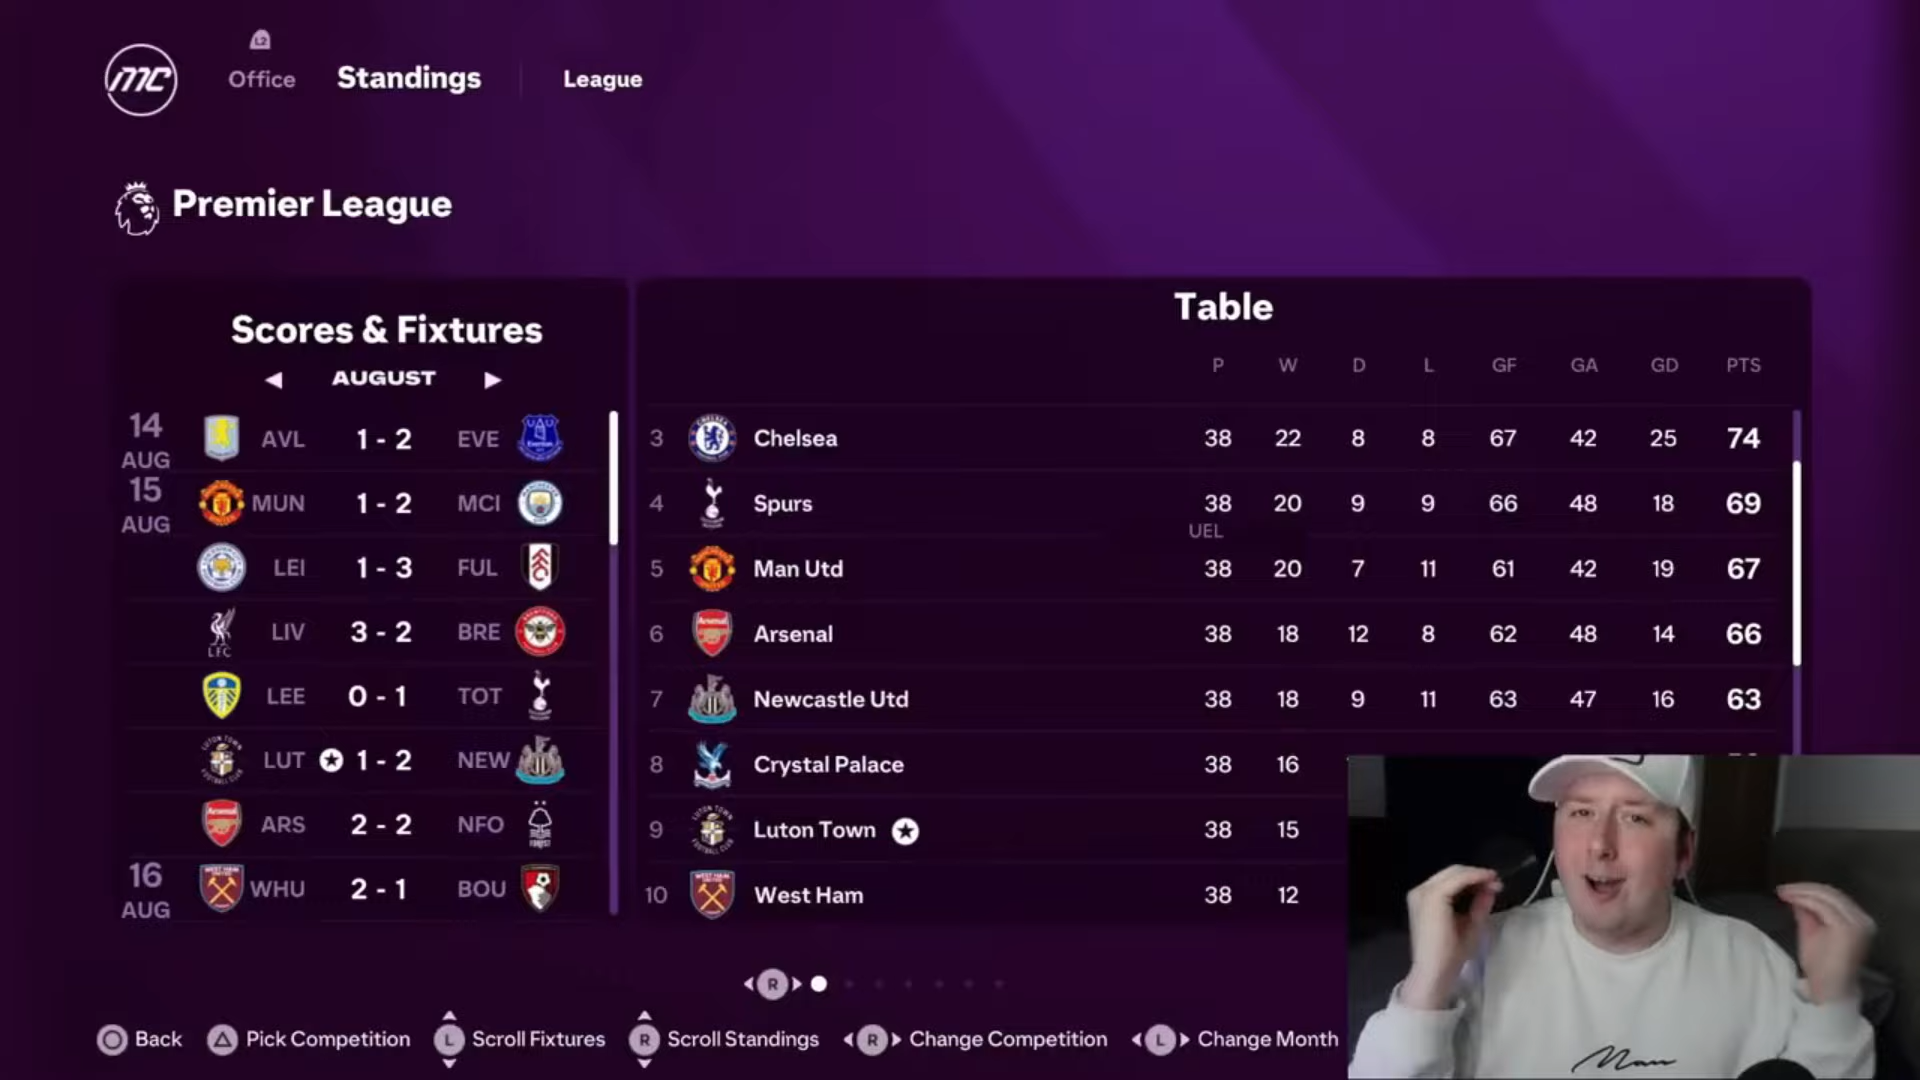 L2
MC Office Standings League
Premier League
Scores & Fixtures
AUGUST
14 AUG AVL 1 - 2 EVE
15 AUG MUN 1 - 2 MCI
LEI 1 - 3 FUL
LIV 3 - 2 BRE
LEE 0 - 1 TOT
LUT 1 - 2 NEW
ARS 2 - 2 NFO
16 AUG WHU 2 - 1 BOU
Table
P W D L GF GA GD PTS
3 Chelsea 38 22 8 8 67 42 25 74
4 Spurs 38 20 9 9 66 48 18 69
UEL
5 Man Utd 38 20 7 11 61 42 19 67
6 Arsenal 38 18 12 8 62 48 14 66
7 Newcastle Utd 38 18 9 11 63 47 16 63
8 Crystal Palace 38 16
9 Luton Town 38 15
10 West Ham 38 12
R
Back Pick Competition L Scroll Fixtures R Scroll Standings R Change Competition L Change Month